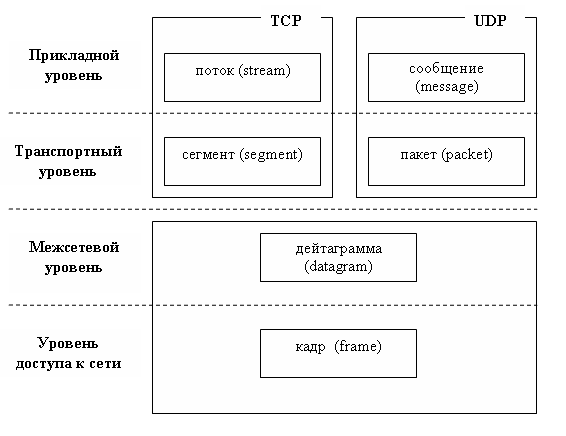 TCP
UDP
Прикладной
уровень
поток (stream)
сообщение
(message)
Транспортный
уровень
сегмент (segment)
пакет (packet)
Межсетевой
уровень
дейтаграмма
(datagram)
Уровень
доступа к сети
кадр (frame)